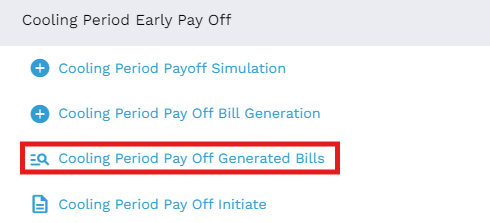 Cooling Period Early Pay Off
Cooling Period Payoff Simulation
Cooling Period Pay Off Bill Generation
Cooling Period Pay Off Generated Bills
Cooling Period Pay Off Initiate